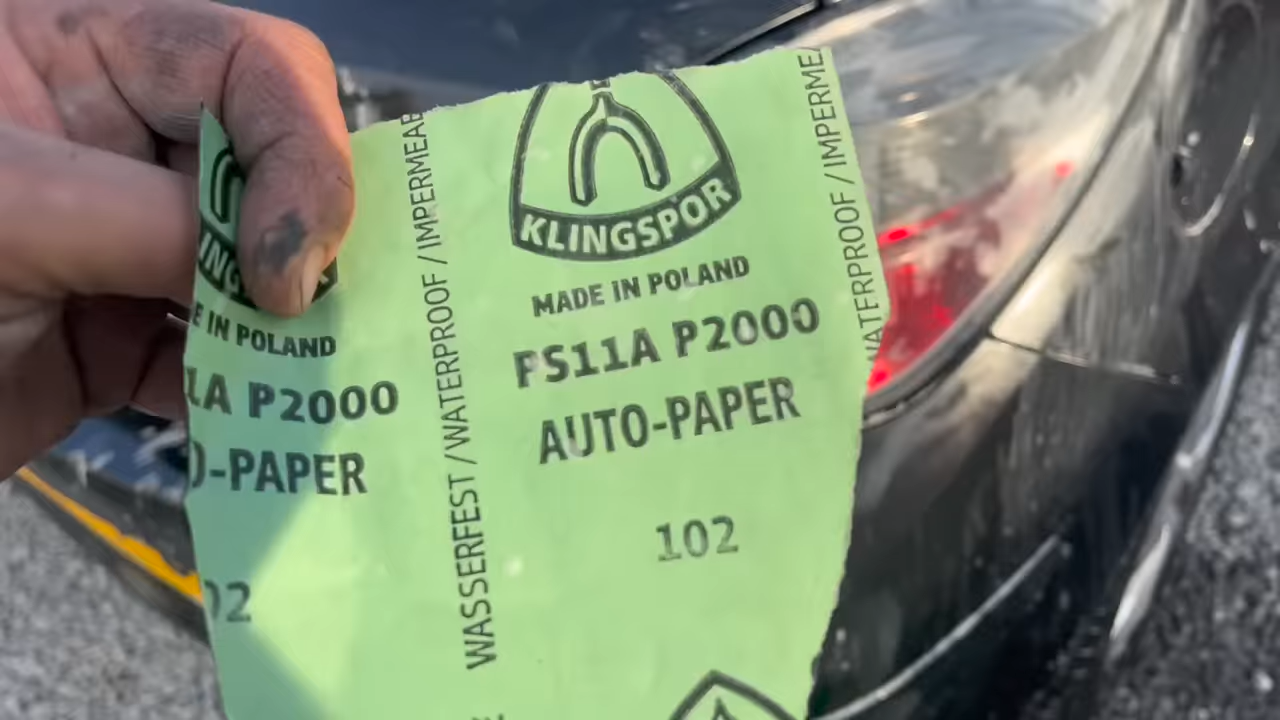 KLINGSPOR
MADE IN POLAND
PS11A P2000
AUTO-PAPER
102
WASSERFEST / WATERPROOF / IMPERMEAB
WATERPROOF / IMPERME
ING
E IN POLAND
1A P2000
O-PAPER
02